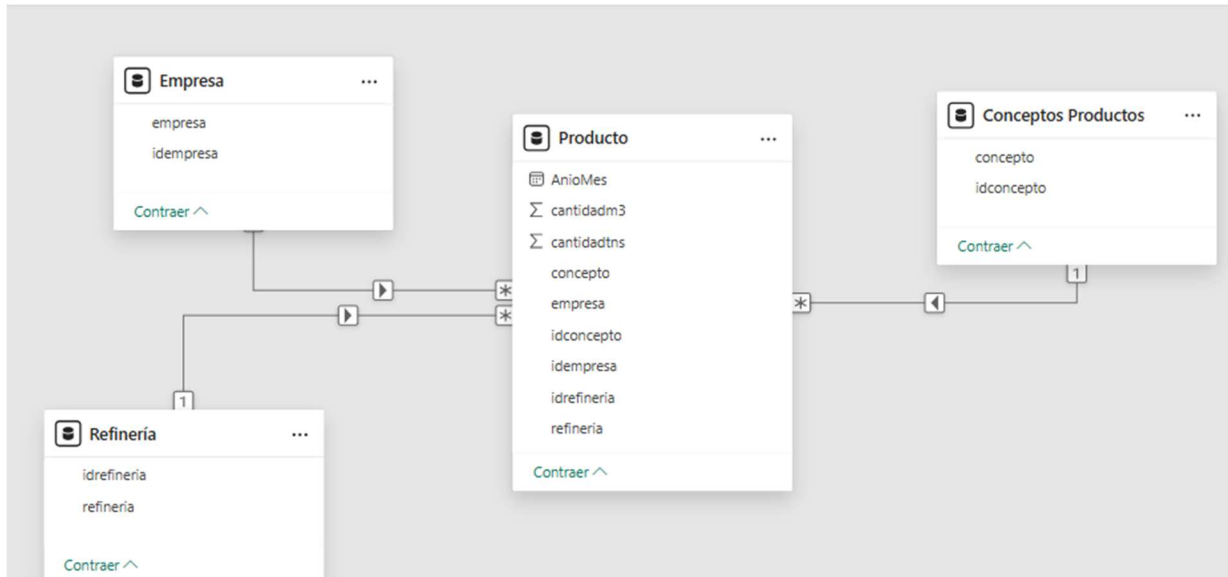 Empresa
empresa
idempresa
Contraer
Producto
AnioMes
cantidadm3
cantidadtns
concepto
empresa
idconcepto
idempresa
idrefineria
refineria
Contraer
Conceptos Productos
concepto
idconcepto
Contraer
1
*
*
*
1
Refinería
idrefineria
refineria
Contraer